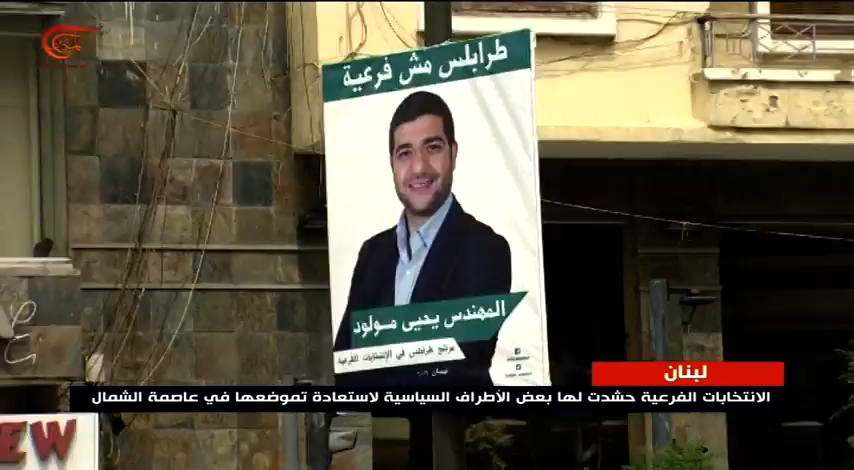 طرابلس مش فرعية
المهندس يحيى مولود
مرشح طرابلس في الإنتخابات الفرعية
لبنان
الانتخابات الفرعية حشدت لها بعض الأطراف السياسية لاستعادة تموضعها في عاصمة الشمال
EW